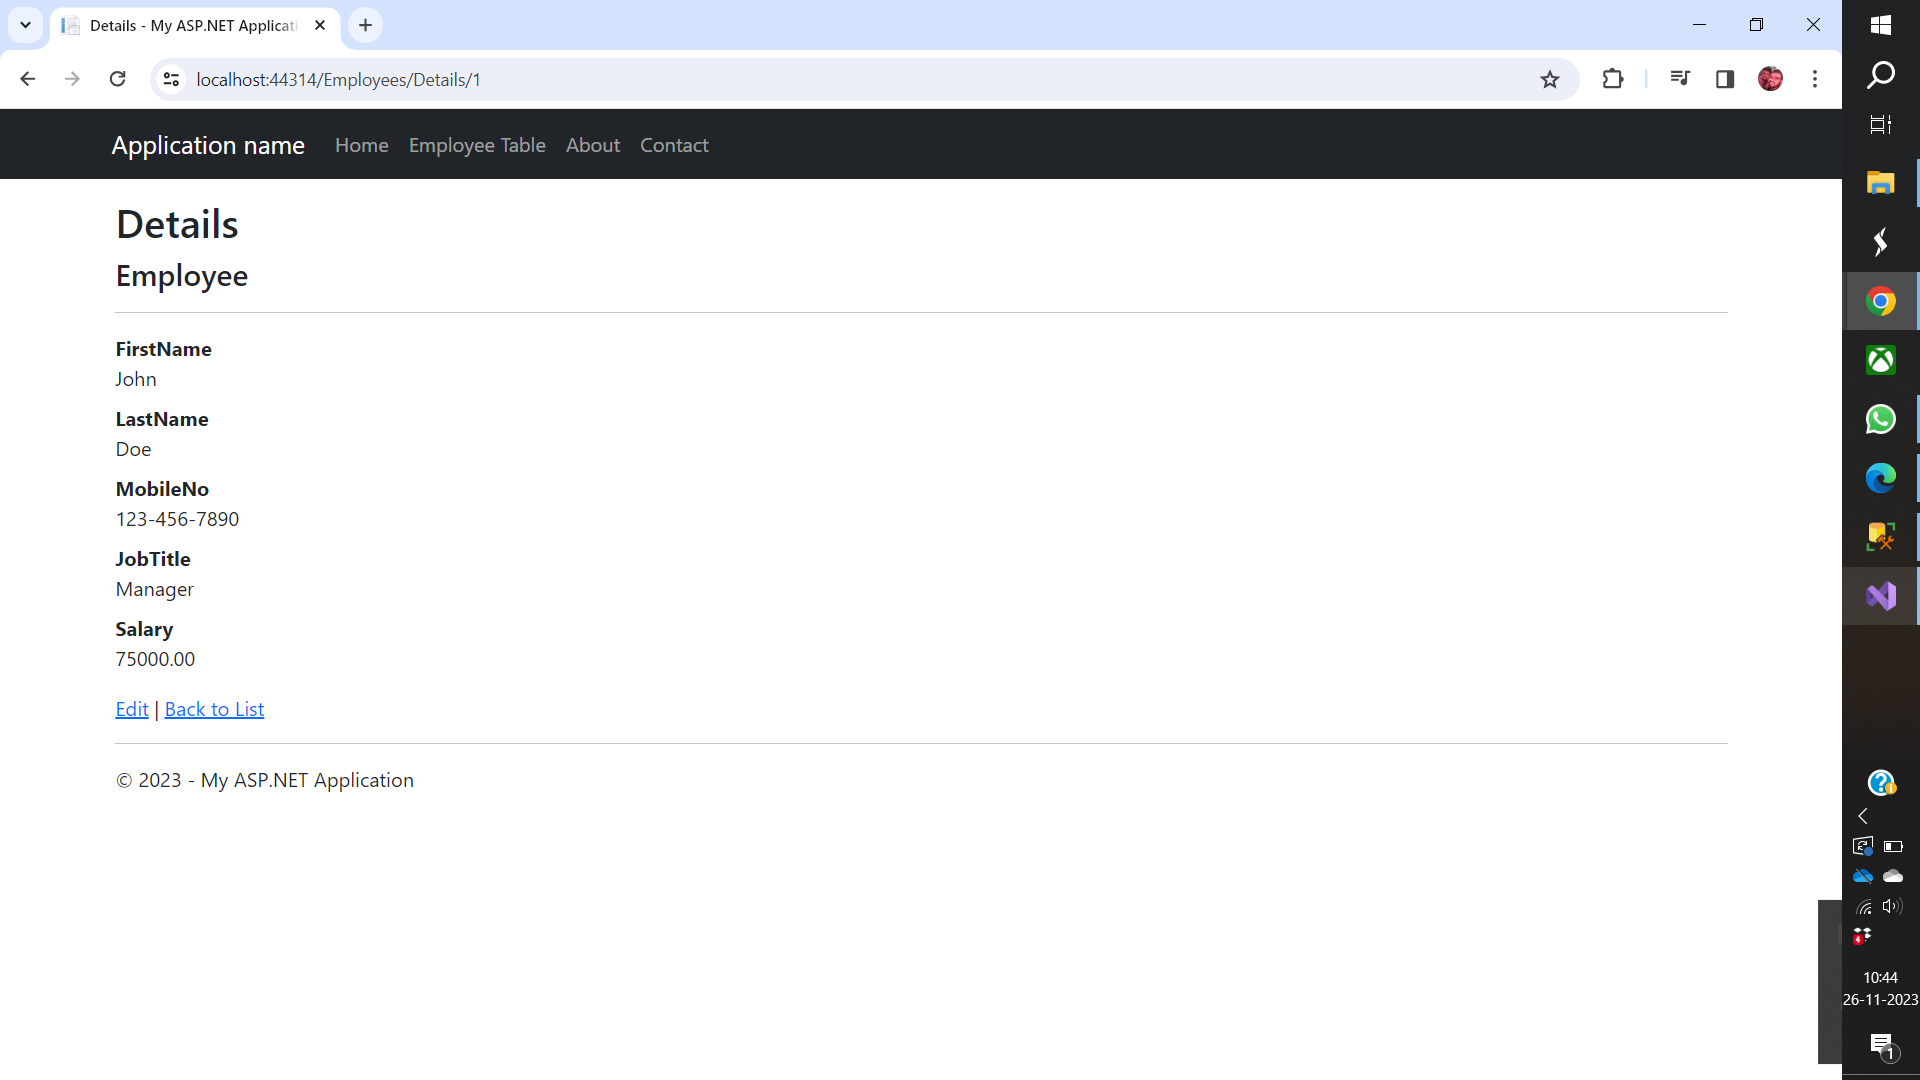 Details - My ASP.NET Applicati
localhost:44314/Employees/Details/1
Application name Home Employee Table About Contact
Details
Employee
FirstName
John
LastName
Doe
MobileNo
123-456-7890
JobTitle
Manager
Salary
75000.00
Edit | Back to List
© 2023 - My ASP.NET Application
4
10:44
26-11-2023
1